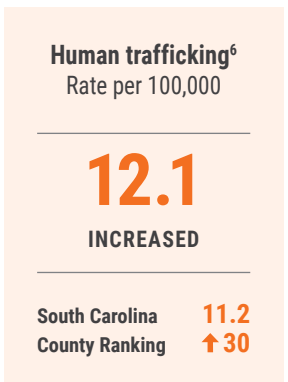 Human trafficking⁶
Rate per 100,000
12.1
INCREASED
South Carolina 11.2
County Ranking ↑30